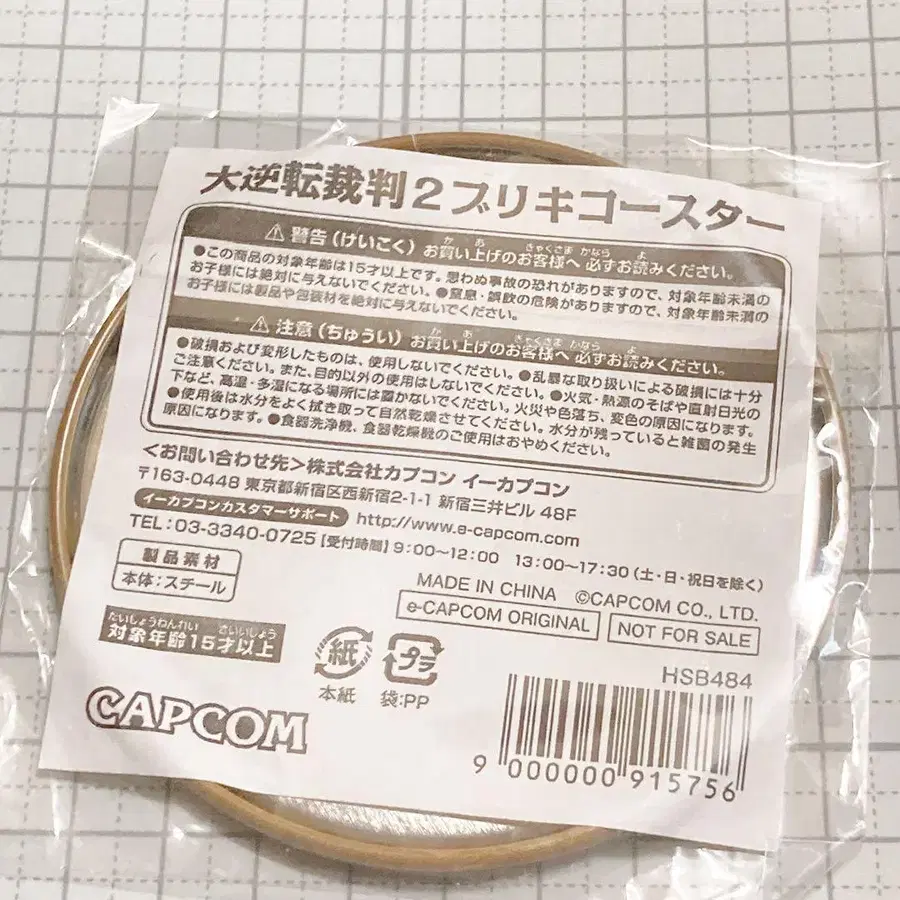 大逆転裁判2ブリキコースター
⚠警告(けいこく)お買い上げのお客様へ 必ずお読みください。
●この商品の対象年齢は15才以上です。思わぬ事故の恐れがありますので、対象年齢未満の
お子様には絶対に与えないでください。●窒息・誤飲の危険がありますので、対象年齢未満の
お子様には製品や包装材を絶対に与えないでください。
⚠注意(ちゅうい)お買い上げのお客様へ 必ずお読みください。
●破損および変形したものは、使用しないでください。●乱暴な取り扱いによる破損には十分
ご注意ください。また、目的以外の使用はしないでください。●火気・熱源のそばや直射日光の
下など、高温・多湿になる場所には置かないでください。火災や色落ち、変色の原因になります。
●使用後は水分をよく拭き取って自然乾燥させてください。水分が残っていると雑菌の発生
原因になります。●食器洗浄機、食器乾燥機のご使用はおやめください。
<お問い合わせ先>株式会社カプコン イーカプコン
〒163-0448 東京都新宿区西新宿2-1-1 新宿三井ビル 48F
イーカプコンカスタマーサポート http://www.e-capcom.com
TEL:03-3340-0725【受付時間】9:00~12:00 13:00~17:30(土・日・祝日を除く)
製品素材
本体:スチール
MADE IN CHINA ©CAPCOM CO., LTD.
e-CAPCOM ORIGINAL NOT FOR SALE
たいしょうねんれい さいいじょう
対象年齢15才以上
紙 プラ
本紙 袋:PP
HSB484
CAPCOM
9 000000 915756